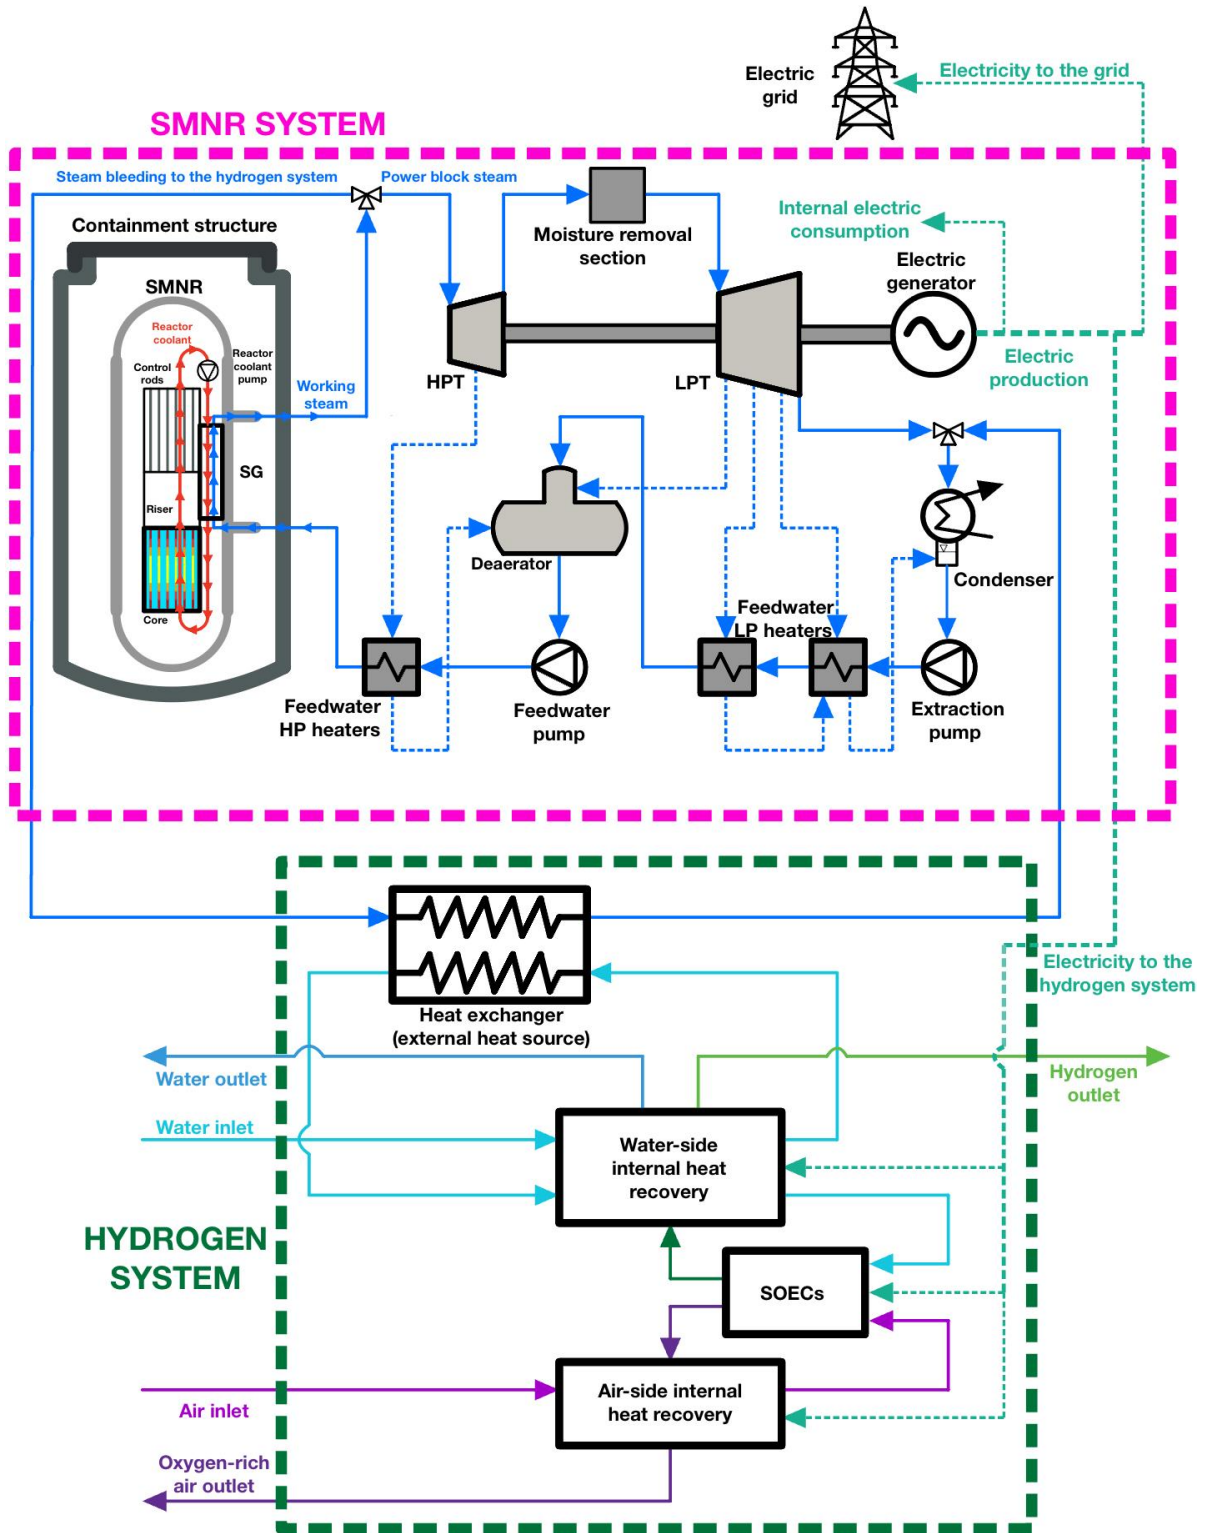 Electric
grid
Electricity to the grid
SMNR SYSTEM
Steam bleeding to the hydrogen system
Power block steam
Containment structure
Moisture removal
section
Internal electric
consumption
Electric
generator
SMNR
Reactor
coolant
Control
rods
Reactor
coolant
pump
Working
steam
HPT
LPT
Electric
production
SG
Riser
Core
Deaerator
Condenser
Feedwater
LP heaters
Feedwater
HP heaters
Feedwater
pump
Extraction
pump
Heat exchanger
(external heat source)
Electricity to the
hydrogen system
Water outlet
Hydrogen
outlet
Water inlet
Water-side
internal heat
recovery
HYDROGEN
SYSTEM
SOECs
Air-side internal
heat recovery
Air inlet
Oxygen-rich
air outlet